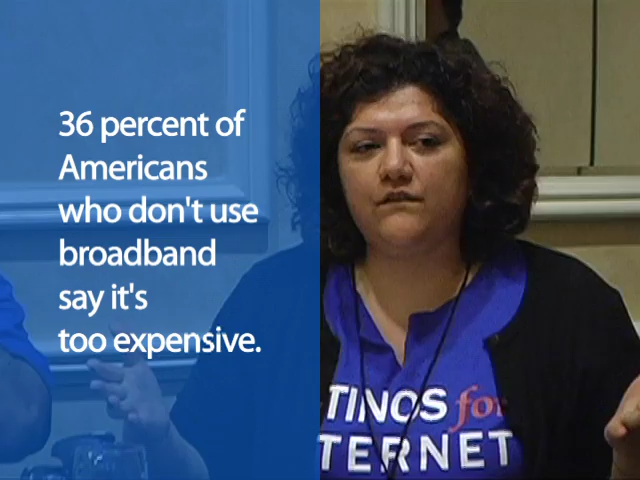 36 percent of
Americans
who don't use
broadband
say it's
too expensive.
TINOS for
TERNET